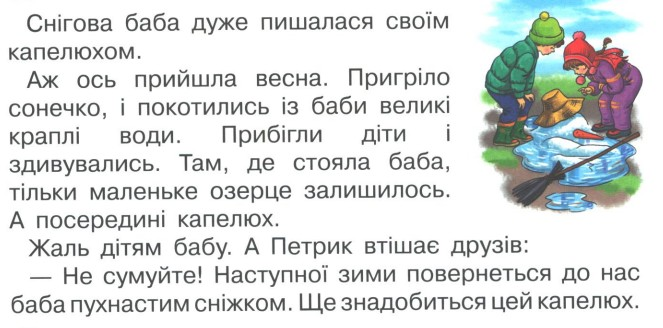 Снігова баба дуже пишалася своїм
капелюхом.
Аж ось прийшла весна. Пригріло
сонечко, і покотились із баби великі
краплі води. Прибігли діти і
здивувались. Там, де стояла баба,
тільки маленьке озерце залишилось.
А посередині капелюх.
Жаль дітям бабу. А Петрик втішає друзів:
— Не сумуйте! Наступної зими повернеться до нас
баба пухнастим сніжком. Ще знадобиться цей капелюх.